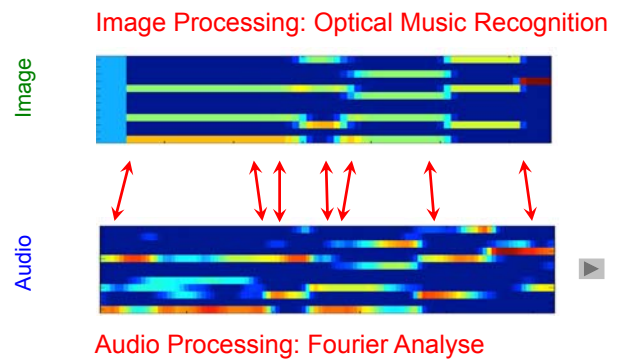 Image Processing: Optical Music Recognition
Image
Audio
Audio Processing: Fourier Analyse